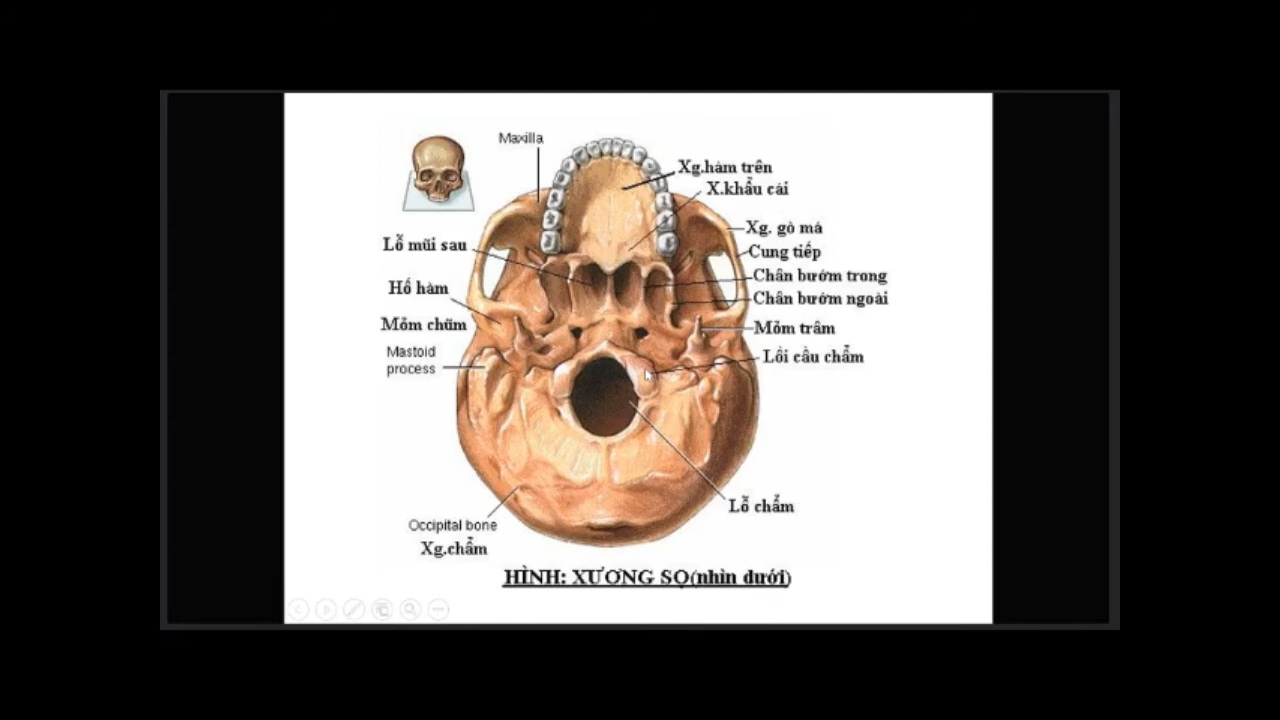 Maxilla
Xg.hàm trên
X.khẩu cái
Xg. gò má
Lỗ mũi sau
Cung tiếp
Chân bướm trong
Hố hàm
Chân bướm ngoài
Mỏm chũm
Mỏm trâm
Mastoid
process
Lồi cầu chẩm
Lỗ chẩm
Occipital bone
Xg.chẩm
HÌNH: XƯƠNG SỌ(nhìn dưới)